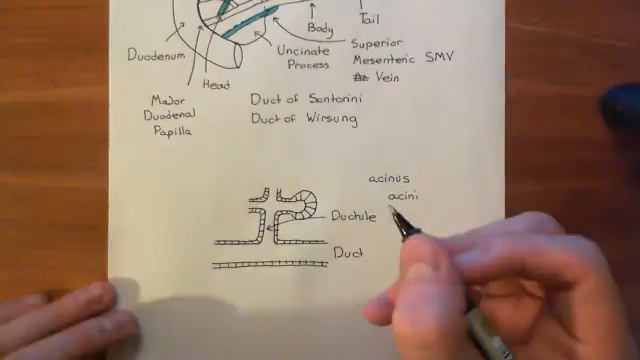 Tail
Body
Duodenum
Uncinate
Process
Superior
Mesenteric SMV
Vein
Head
Major
Duodenal
Papilla
Duct of Santorini
Duct of Wirsung
acinus
acini
Ductule
Duct